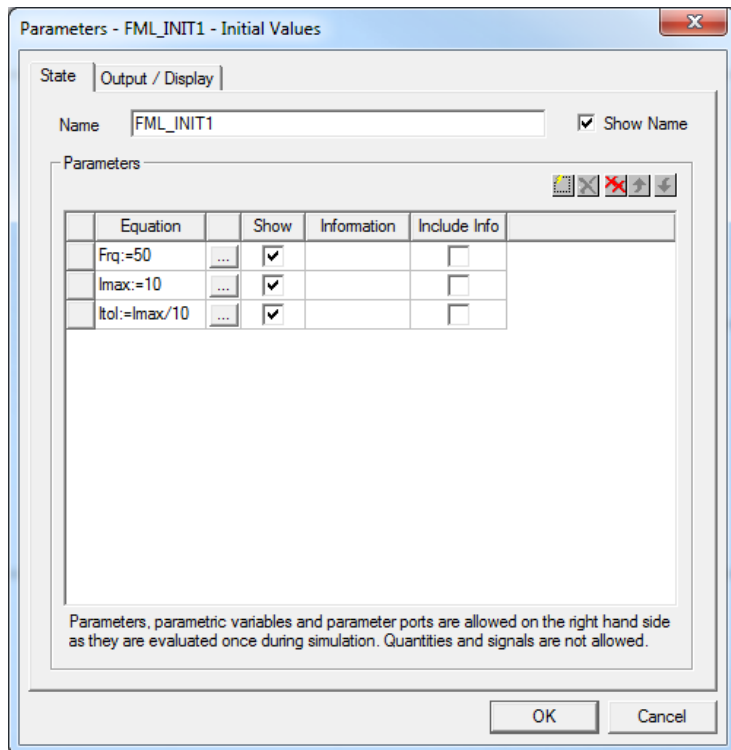 Parameters - FML_INIT1 - Initial Values
State Output / Display
Name FML_INIT1 Show Name
Parameters
Equation Show Information Include Info
Frq:=50 ...
Imax:=10 ...
Itol:=Imax/10 ...
Parameters, parametric variables and parameter ports are allowed on the right hand side
as they are evaluated once during simulation. Quantities and signals are not allowed.
OK Cancel